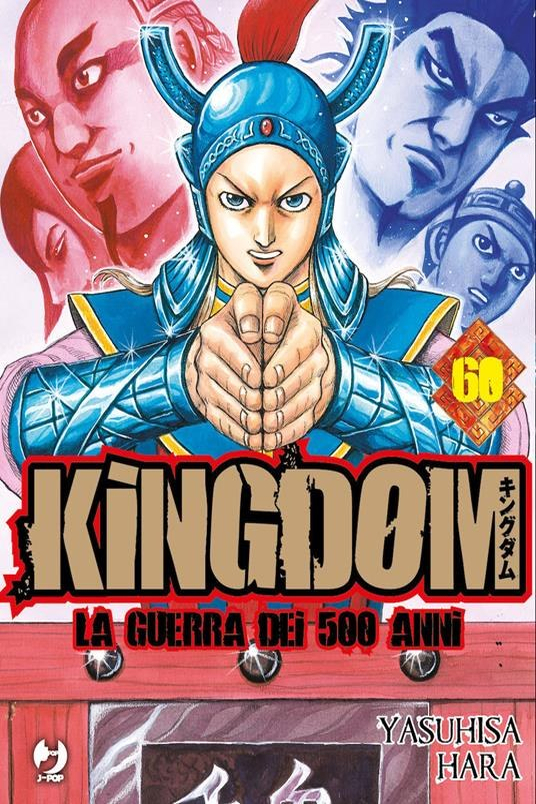 60
KiNGDOM
キングダム
LA GUERRA DEi 500 ANNi
YASUHISA
HARA
J-POP